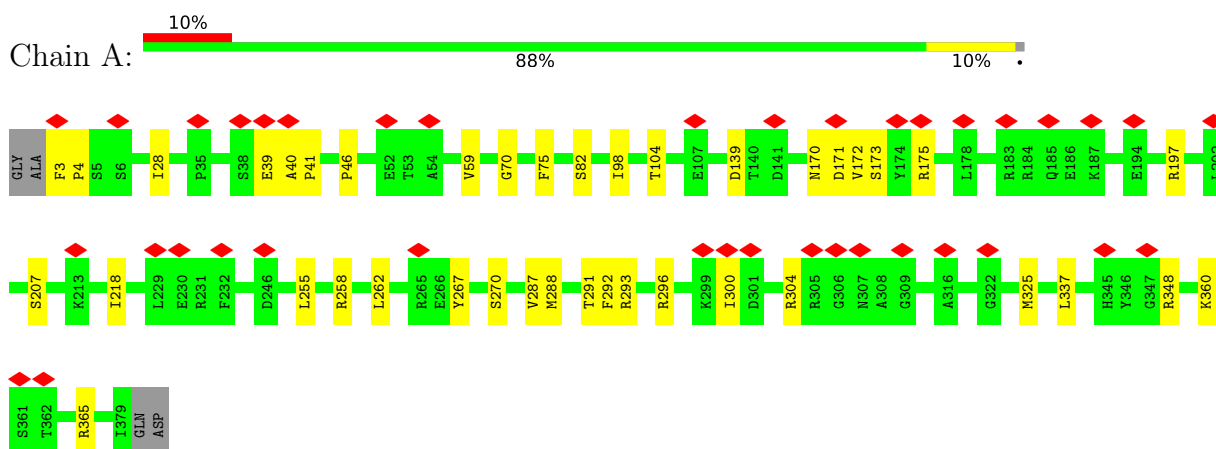 10%
Chain A:
88%
10%
GLY ALA F3 P4 S5 S6 I28 P35 S38 E39 A40 P41 P46 E52 T53 A54 V59 G70 F75 S82 I98 T104 E107 D139 T140 D141 N170 D171 V172 S173 Y174 R175 L178 R183 R184 Q185 E186 K187 E194 R197
S207 K213 I218 L229 E230 R231 F232 D246 L255 R258 L262 R265 E266 Y267 S270 V287 M288 T291 F292 R293 R296 K299 I300 D301 R304 R305 G306 N307 A308 G309 A316 G322 M325 L337 H345 Y346 G347 R348 K360
S361 T362 R365 I379 GLN ASP